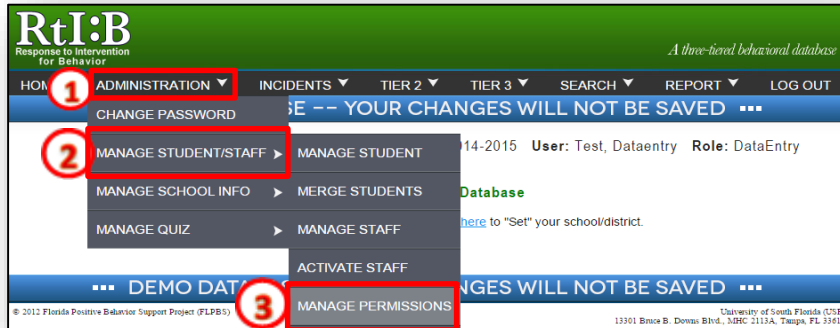 RtI:B
Response to Intervention
for Behavior
A three-tiered behavioral database
HOM 1 ADMINISTRATION INCIDENTS TIER 2 TIER 3 SEARCH REPORT LOG OUT
SE -- YOUR CHANGES WILL NOT BE SAVED
CHANGE PASSWORD
2 MANAGE STUDENT/STAFF MANAGE STUDENT
14-2015 User: Test, Dataentry Role: DataEntry
MANAGE SCHOOL INFO MERGE STUDENTS
Database
MANAGE QUIZ MANAGE STAFF
here to "Set" your school/district.
ACTIVATE STAFF
DEMO DAT NGES WILL NOT BE SAVED
3 MANAGE PERMISSIONS
© 2012 Florida Positive Behavior Support Project (FLPBS)
University of South Florida (USF
13301 Bruce B. Downs Blvd., MHC 2113A, Tampa, FL 3361